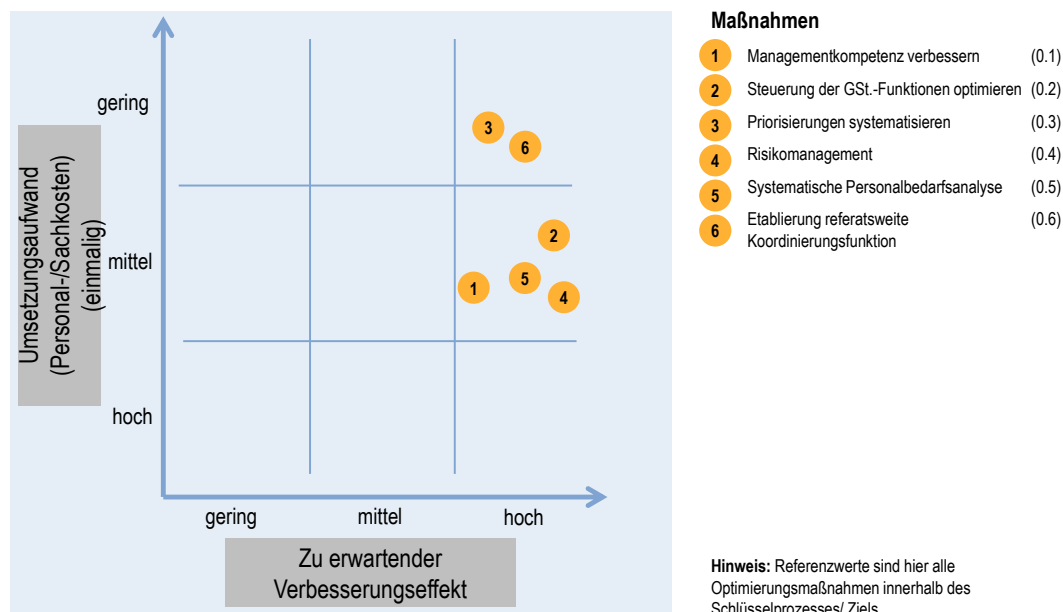 Umsetzungsaufwand
(Personal-/Sachkosten)
(einmalig)
gering
mittel
hoch
3
6
2
1
5
4
gering
mittel
hoch
Zu erwartender
Verbesserungseffekt
Maßnahmen
1 Managementkompetenz verbessern (0.1)
2 Steuerung der GSt.-Funktionen optimieren (0.2)
3 Priorisierungen systematisieren (0.3)
4 Risikomanagement (0.4)
5 Systematische Personalbedarfsanalyse (0.5)
6 Etablierung referatsweite (0.6)
Koordinierungsfunktion
Hinweis: Referenzwerte sind hier alle
Optimierungsmaßnahmen innerhalb des
Schlüsselprozesses/ Ziels